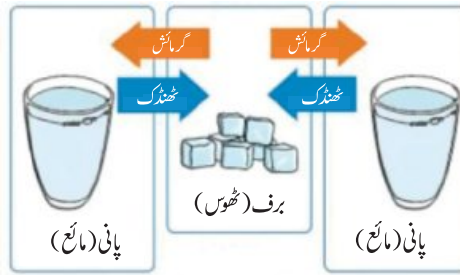 گرمائش
گرمائش
ٹھنڈک
ٹھنڈک
برف (ٹھوس)
پانی (مائع)
پانی (مائع)